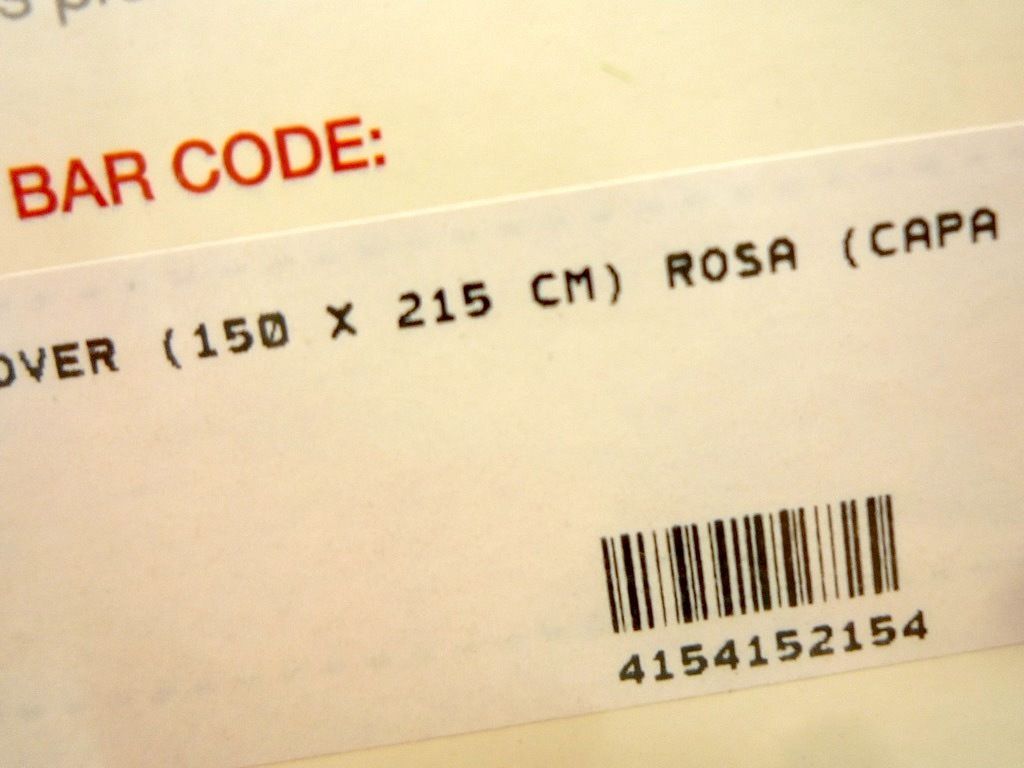 BAR CODE:
OVER (150 X 215 CM) ROSA (CAPA
4154152154